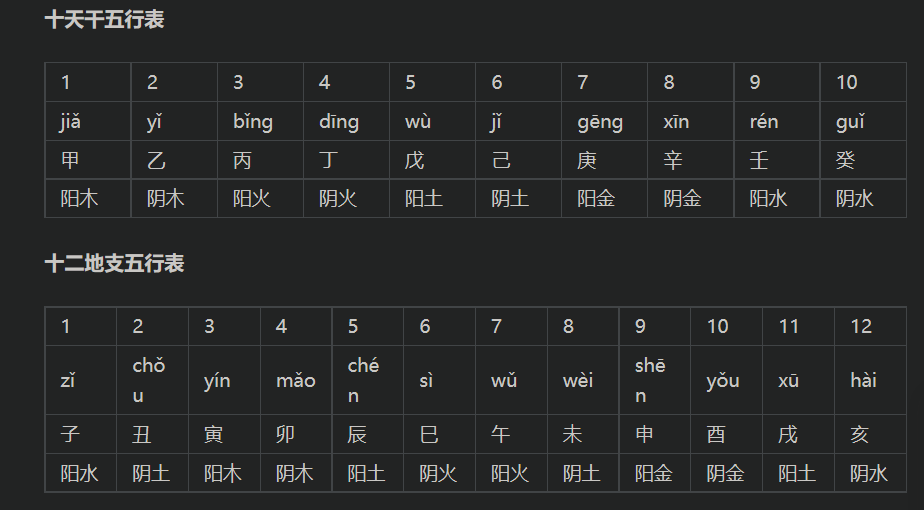 十天干五行表
1 2 3 4 5 6 7 8 9 10
jiǎ yǐ bǐng dīng wù jǐ gēng xīn rén guǐ
甲 乙 丙 丁 戊 己 庚 辛 壬 癸
阳木 阴木 阳火 阴火 阳土 阴土 阳金 阴金 阳水 阴水
十二地支五行表
1 2 3 4 5 6 7 8 9 10 11 12
zǐ chǒu yín mǎo chén sì wǔ wèi shēn yǒu xū hài
子 丑 寅 卯 辰 巳 午 未 申 酉 戌 亥
阳水 阴土 阳木 阴木 阳土 阴火 阳火 阴土 阳金 阴金 阳土 阴水